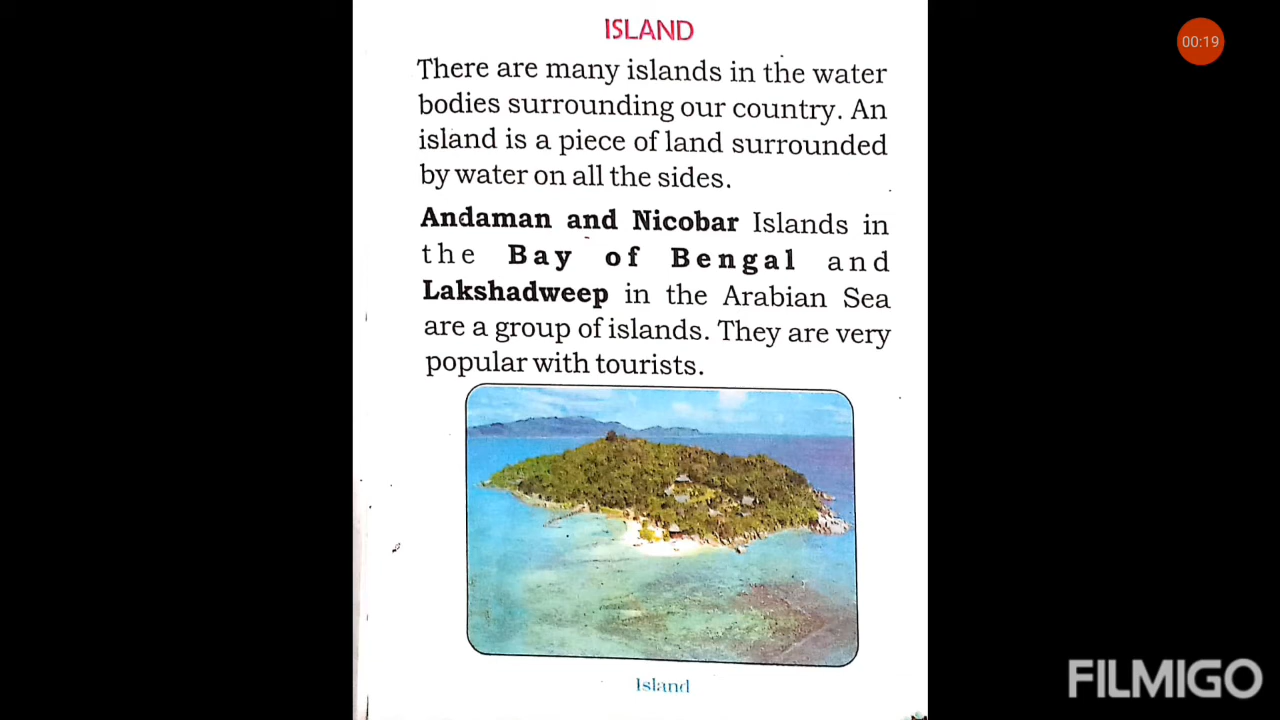 ISLAND
00:19
There are many islands in the water
bodies surrounding our country. An
island is a piece of land surrounded
by water on all the sides.
Andaman and Nicobar Islands in
the Bay of Bengal and
Lakshadweep in the Arabian Sea
are a group of islands. They are very
popular with tourists.
Island
FILMIGO